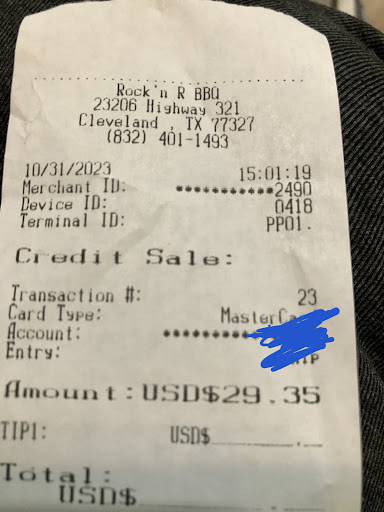 Rock'n R BBQ
23206 Highway 321
Cleveland , TX 77327
(832) 401-1493
10/31/2023 15:01:19
Merchant ID: ***********2490
Device ID: 0418
Terminal ID: PP01.
Credit Sale:
Transaction #: 23
Card Type:
Account:
Entry:
Amount: USD$29.35
TIP1: USD$
Total:
USD$